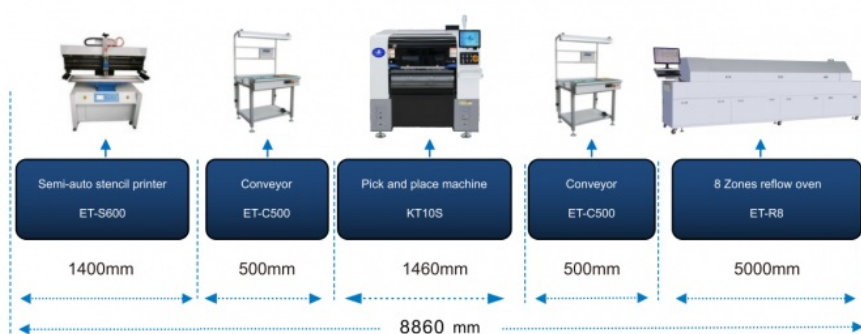 Semi-auto stencil printer
ET-S600
Conveyor
ET-C500
Pick and place machine
KT10S
Conveyor
ET-C500
8 Zones reflow oven
ET-R8
1400mm
500mm
1460mm
500mm
5000mm
8860 mm